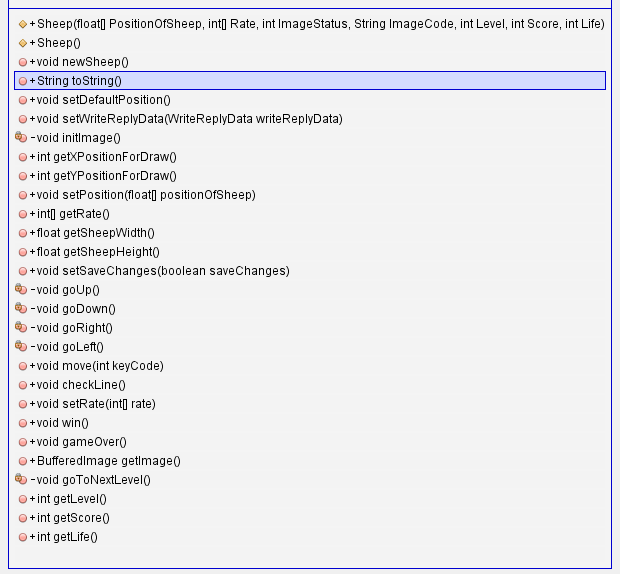 + Sheep(float[] PositionOfSheep, int[] Rate, int ImageStatus, String ImageCode, int Level, int Score, int Life)
+ Sheep()
+void newSheep()
+String toString()
+void setDefaultPosition()
+void setWriteReplyData(WriteReplyData writeReplyData)
-void initImage()
+int getXPositionForDraw()
+int getYPositionForDraw()
+void setPosition(float[] positionOfSheep)
+int[] getRate()
+float getSheepWidth()
+float getSheepHeight()
+void setSaveChanges(boolean saveChanges)
-void goUp()
-void goDown()
-void goRight()
-void goLeft()
+void move(int keyCode)
+void checkLine()
+void setRate(int[] rate)
+void win()
+void gameOver()
+BufferedImage getImage()
-void goToNextLevel()
+int getLevel()
+int getScore()
+int getLife()